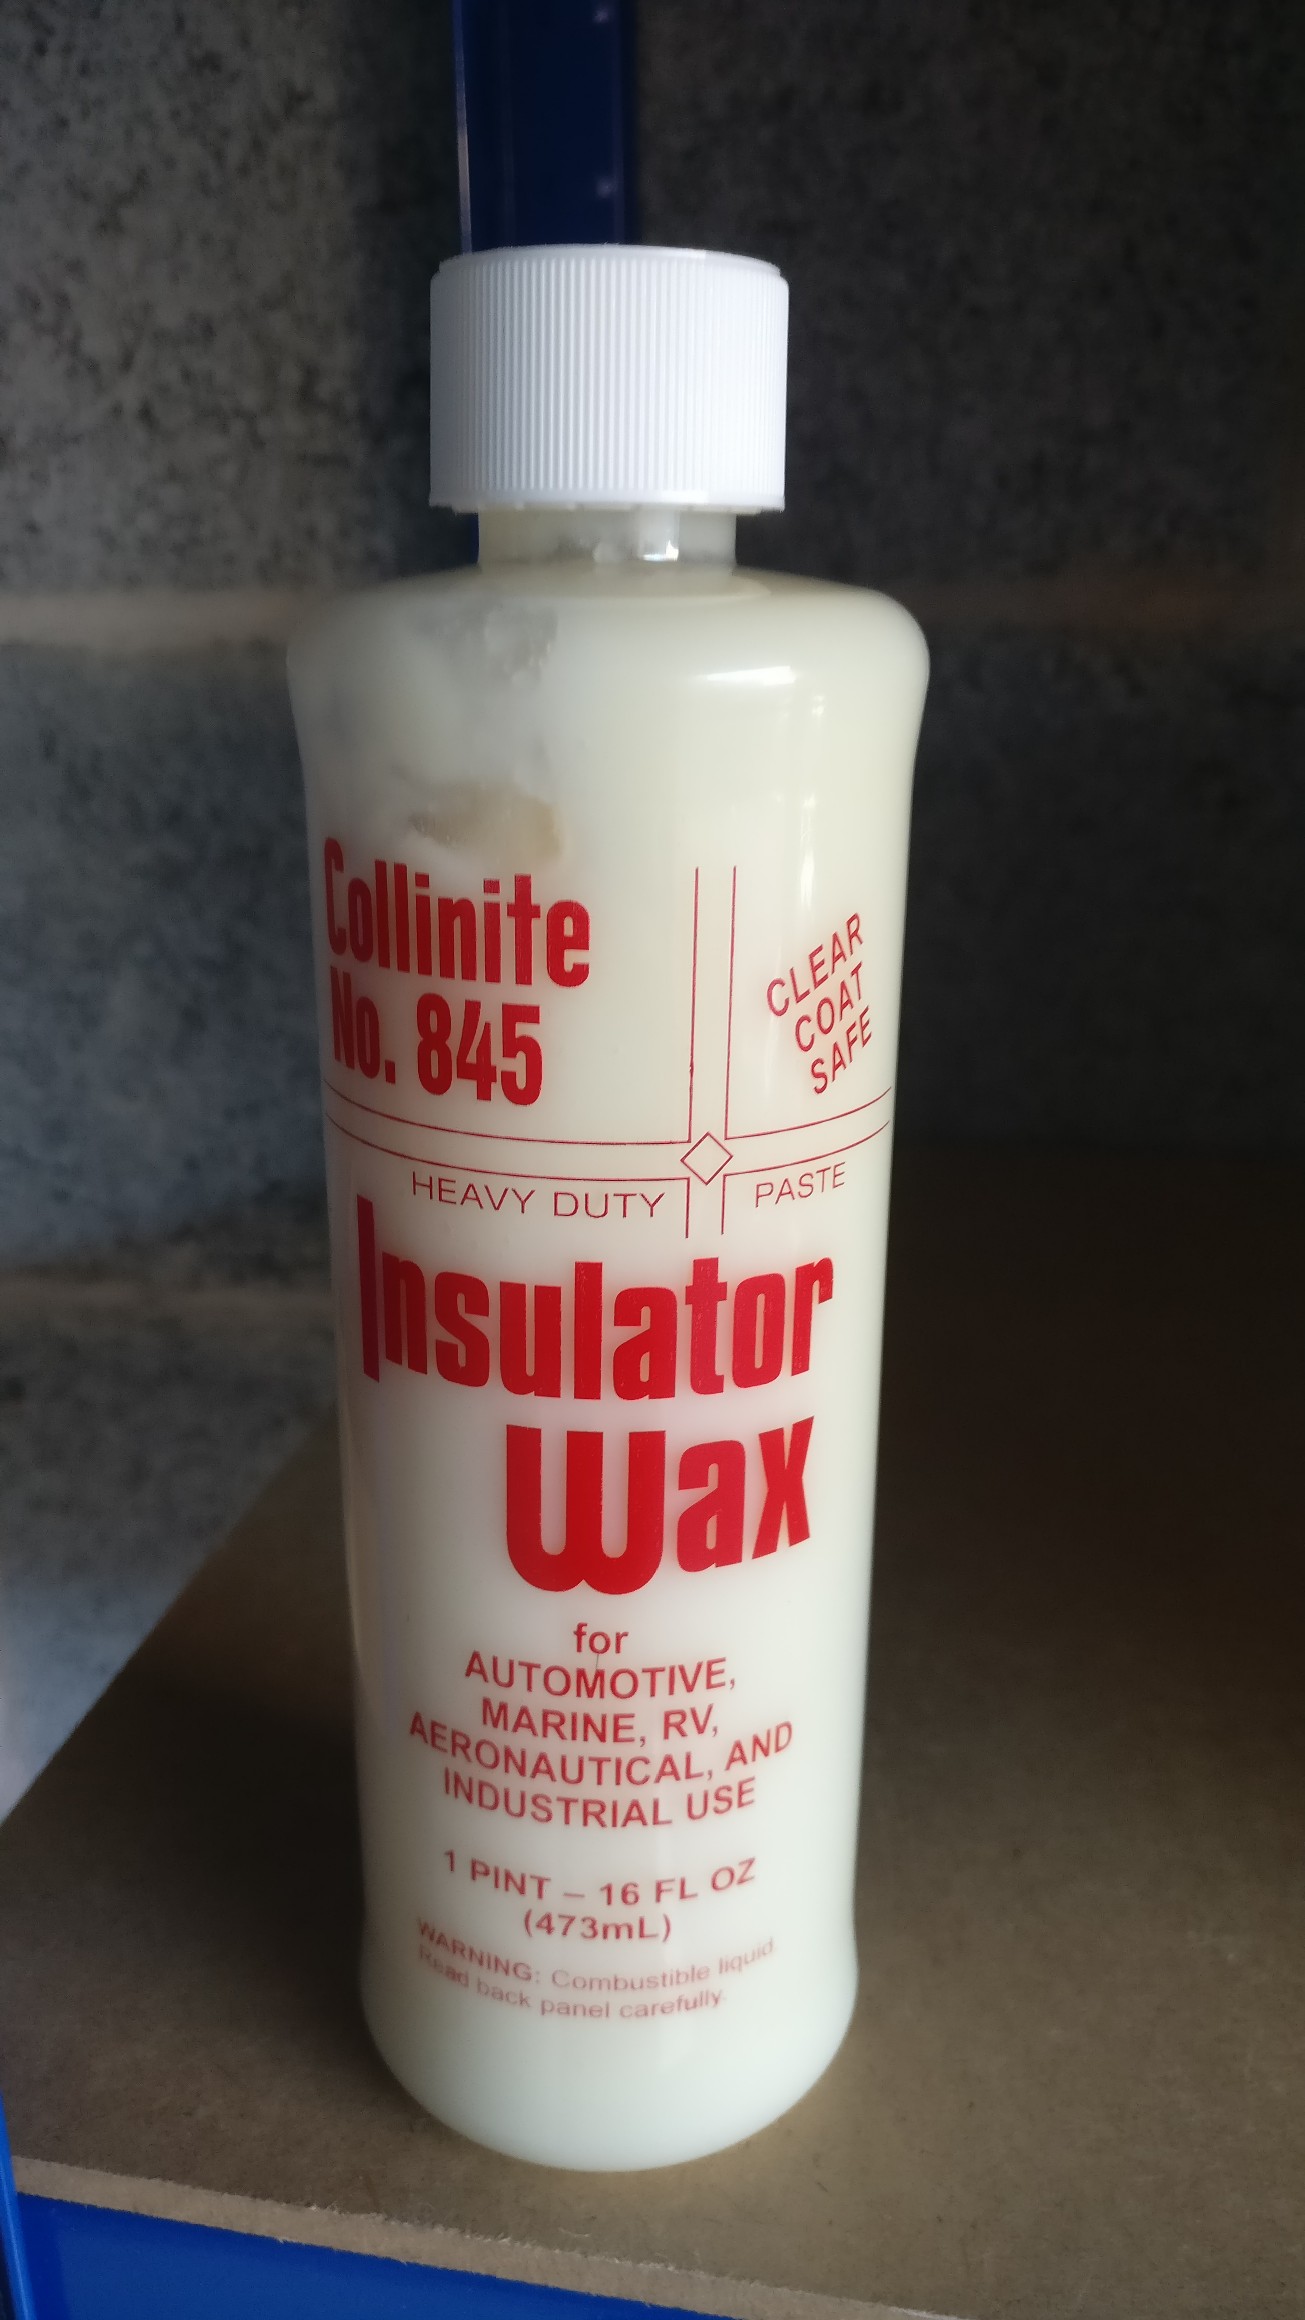 Collinite
No. 845
CLEAR
COAT
SAFE
HEAVY DUTY PASTE
Insulator
Wax
for
AUTOMOTIVE,
MARINE, RV,
AERONAUTICAL, AND
INDUSTRIAL USE
1 PINT – 16 FL OZ
(473mL)
WARNING: Combustible liquid
Read back panel carefully.